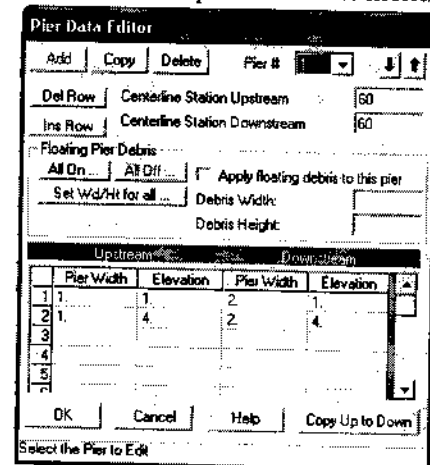 Pier Data Editor
Add Copy Delete Pier # 1
Del Row Centerline Station Upstream 60
Ins Row Centerline Station Downstream 60
Floating Pier Debris
All On ... All Off ... Apply floating debris to this pier
Set Wd/Ht for all ... Debris Width:
Debris Height:
Upstream Downstream
Pier Width Elevation Pier Width Elevation
1 1. 1. 2. 1.
2 1. 4. 2. 4.
3
4
5
OK Cancel Help Copy Up to Down
Select the Pier to Edit